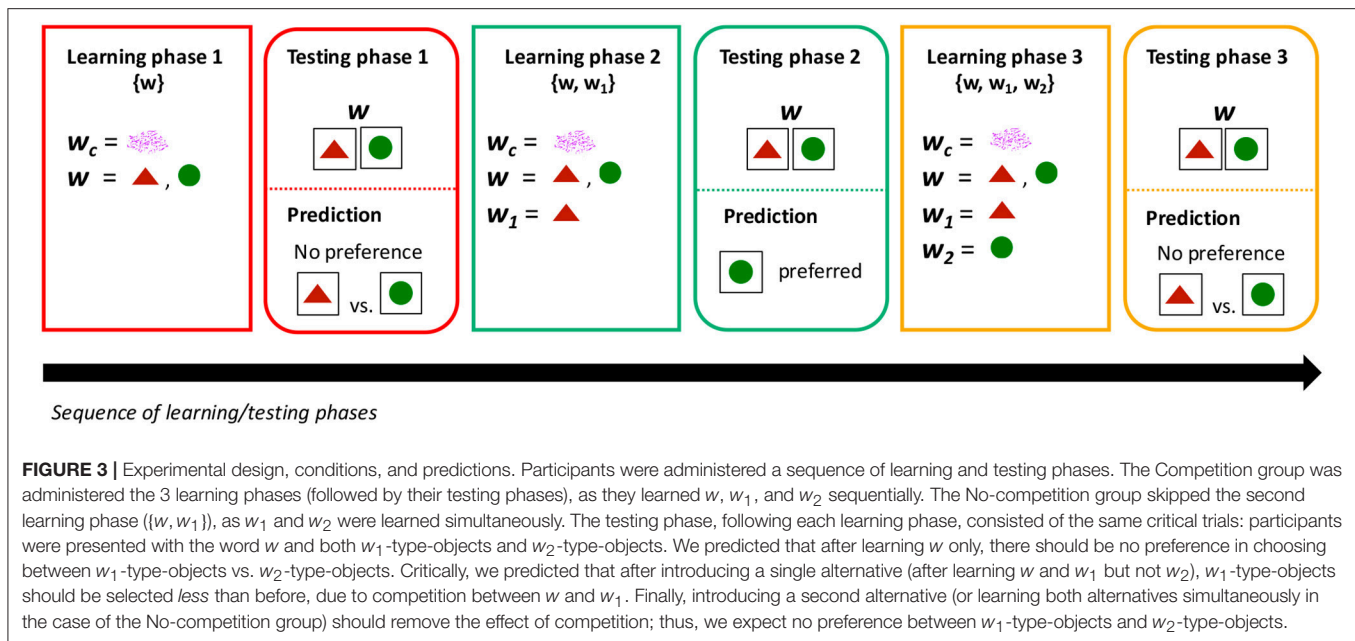 Learning phase 1
{w}
w_c =
w = ,
Testing phase 1
w
Prediction
No preference
vs.
Learning phase 2
{w, w₁}
w_c =
w = ,
w₁ =
Testing phase 2
w
Prediction
preferred
Learning phase 3
{w, w₁, w₂}
w_c =
w = ,
w₁ =
w₂ =
Testing phase 3
w
Prediction
No preference
vs.
Sequence of learning/testing phases
FIGURE 3 | Experimental design, conditions, and predictions. Participants were administered a sequence of learning and testing phases. The Competition group was
administered the 3 learning phases (followed by their testing phases), as they learned w, w₁, and w₂ sequentially. The No-competition group skipped the second
learning phase ({w, w₁}), as w₁ and w₂ were learned simultaneously. The testing phase, following each learning phase, consisted of the same critical trials: participants
were presented with the word w and both w₁-type-objects and w₂-type-objects. We predicted that after learning w only, there should be no preference in choosing
between w₁-type-objects vs. w₂-type-objects. Critically, we predicted that after introducing a single alternative (after learning w and w₁ but not w₂), w₁-type-objects
should be selected less than before, due to competition between w and w₁. Finally, introducing a second alternative (or learning both alternatives simultaneously in
the case of the No-competition group) should remove the effect of competition; thus, we expect no preference between w₁-type-objects and w₂-type-objects.